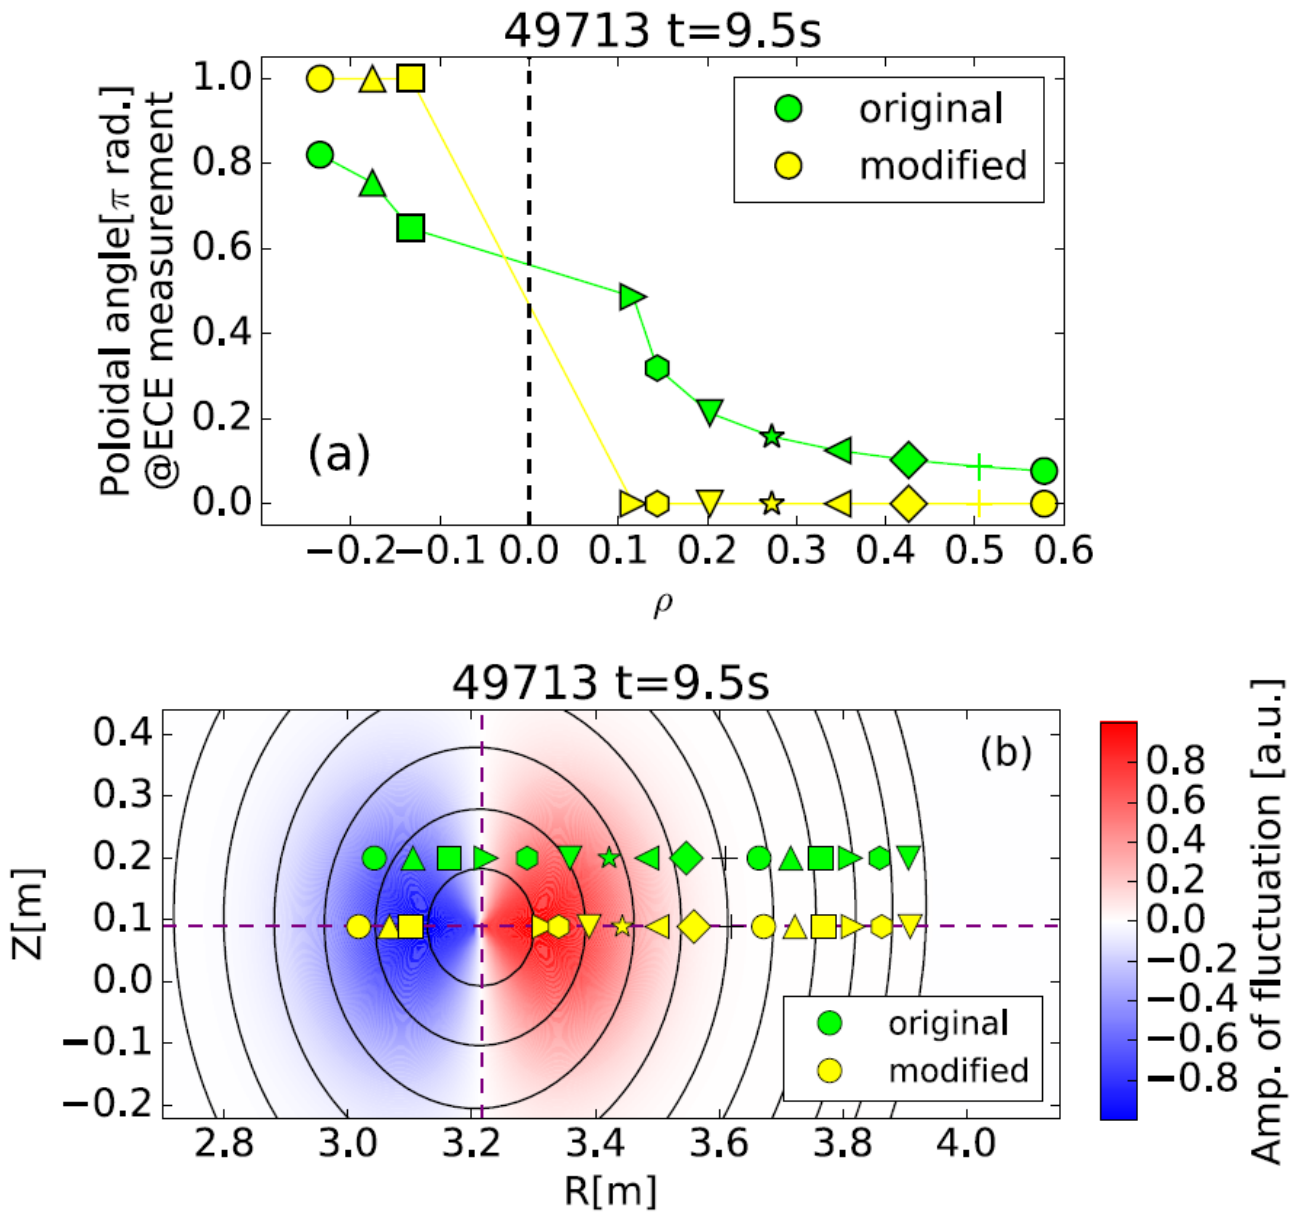 49713 t=9.5s
Poloidal angle[π rad.]
@ECE measurement
1.0
0.8
0.6
0.4
0.2
0.0
original
modified
(a)
−0.2 −0.1 0.0 0.1 0.2 0.3 0.4 0.5 0.6
ρ
49713 t=9.5s
Z[m]
0.4
0.3
0.2
0.1
0.0
−0.1
−0.2
(b)
original
modified
2.8 3.0 3.2 3.4 3.6 3.8 4.0
R[m]
0.8
0.6
0.4
0.2
0.0
−0.2
−0.4
−0.6
−0.8
Amp. of fluctuation [a.u.]